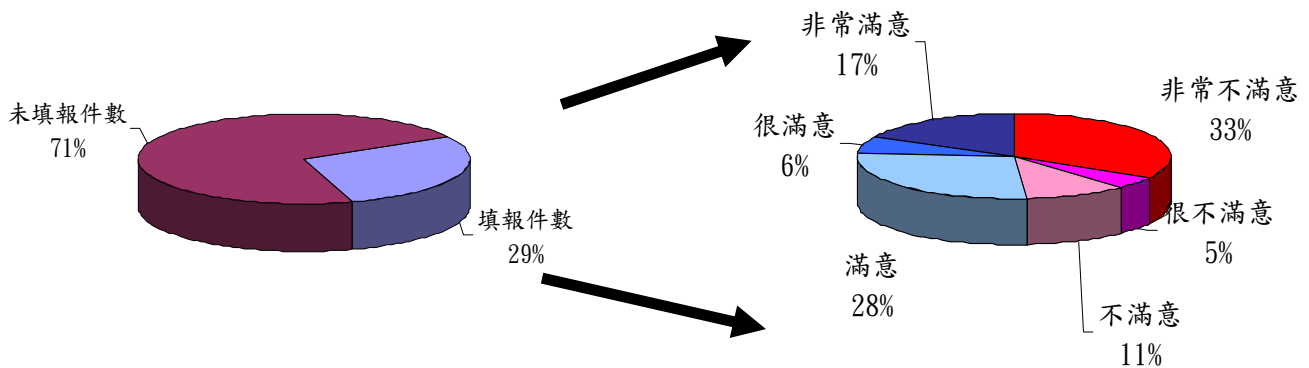 未填報件數
71%
填報件數
29%
非常滿意
17%
非常不滿意
33%
很滿意
6%
很不滿意
5%
滿意
28%
不滿意
11%